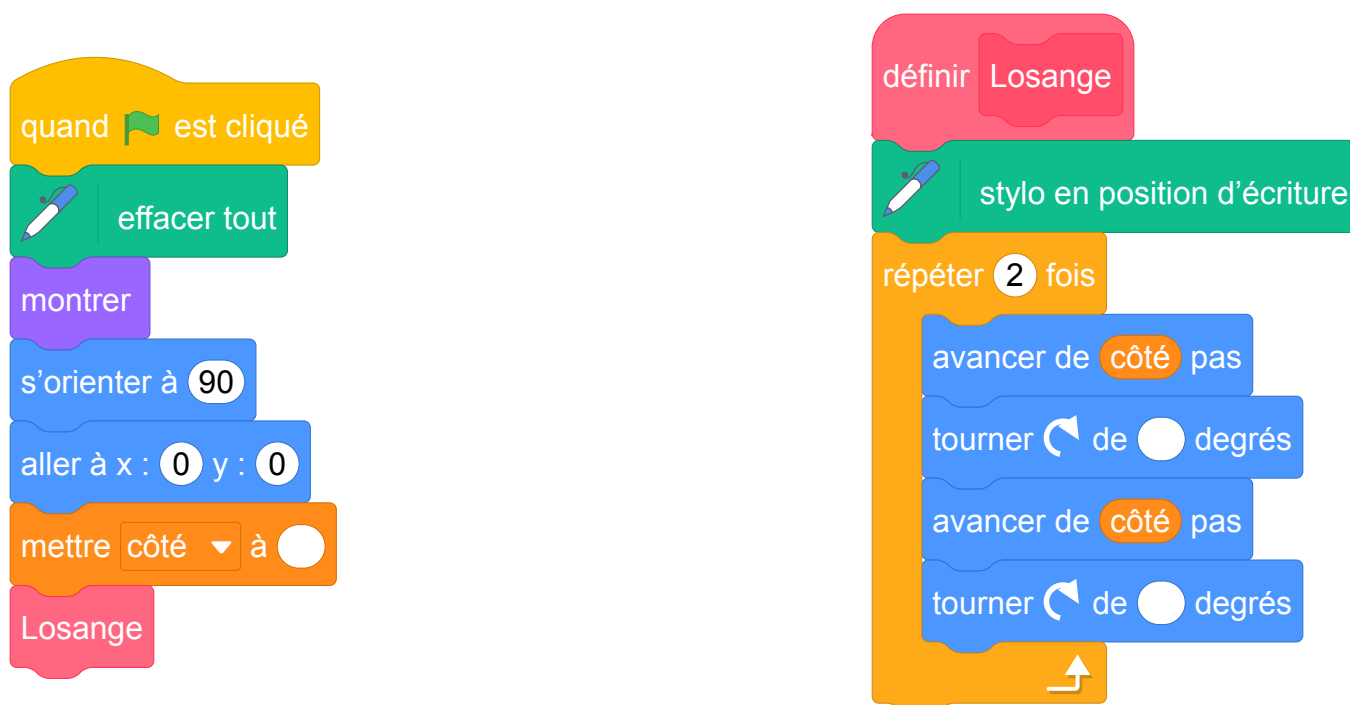 quand est cliqué
effacer tout
montrer
s’orienter à 90
aller à x : 0 y : 0
mettre côté à
Losange
définir Losange
stylo en position d’écriture
répéter 2 fois
avancer de côté pas
tourner de degrés
avancer de côté pas
tourner de degrés